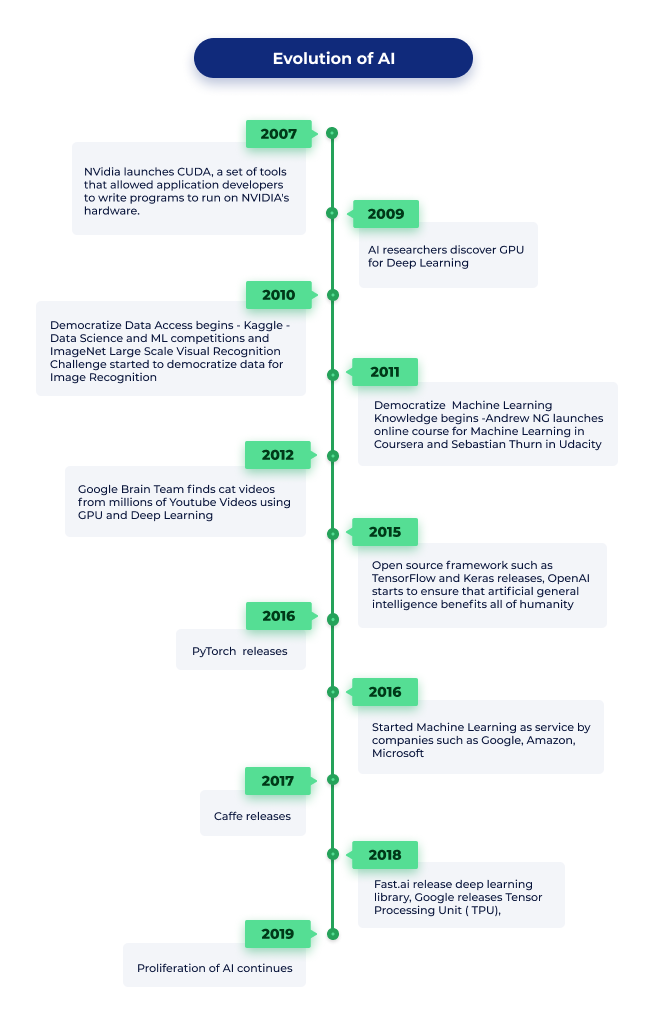 Evolution of AI
2007
NVidia launches CUDA, a set of tools
that allowed application developers
to write programs to run on NVIDIA's
hardware.
2009
AI researchers discover GPU
for Deep Learning
2010
Democratize Data Access begins - Kaggle -
Data Science and ML competitions and
ImageNet Large Scale Visual Recognition
Challenge started to democratize data for
Image Recognition
2011
Democratize  Machine Learning
Knowledge begins -Andrew NG launches
online course for Machine Learning in
Coursera and Sebastian Thurn in Udacity
2012
Google Brain Team finds cat videos
from millions of Youtube Videos using
GPU and Deep Learning
2015
Open source framework such as
TensorFlow and Keras releases, OpenAI
starts to ensure that artificial general
intelligence benefits all of humanity
2016
PyTorch  releases
2016
Started Machine Learning as service by
companies such as Google, Amazon,
Microsoft
2017
Caffe releases
2018
Fast.ai release deep learning
library, Google releases Tensor
Processing Unit ( TPU),
2019
Proliferation of AI continues